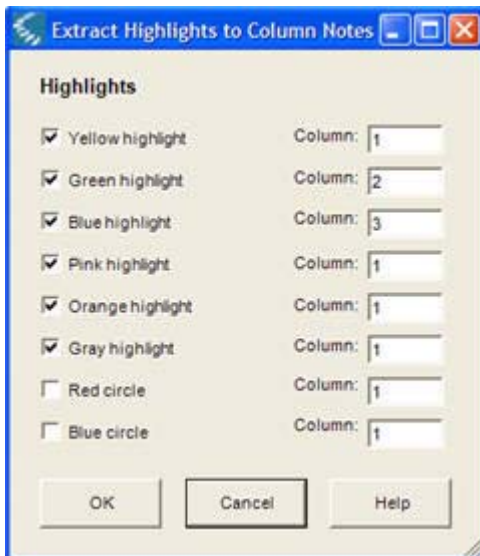 Extract Highlights to Column Notes
Highlights
Yellow highlight Column: 1
Green highlight Column: 2
Blue highlight Column: 3
Pink highlight Column: 1
Orange highlight Column: 1
Gray highlight Column: 1
Red circle Column: 1
Blue circle Column: 1
OK Cancel Help